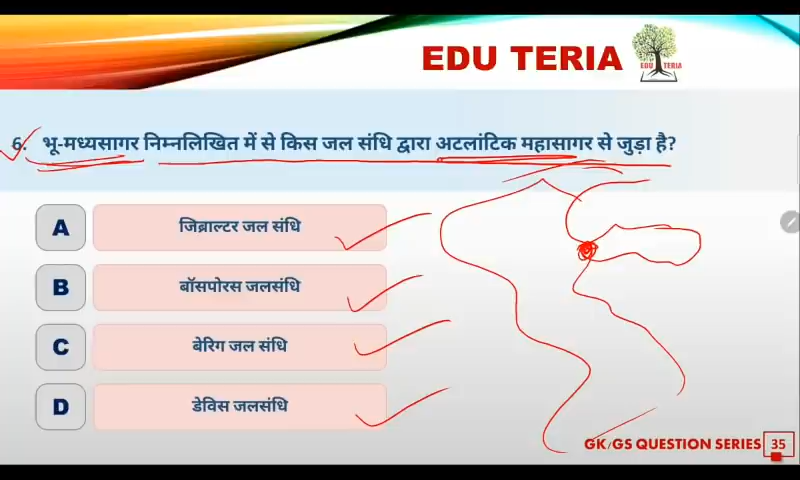 EDU TERIA
EDU TERIA
6. भू-मध्यसागर निम्नलिखित में से किस जल संधि द्वारा अटलांटिक महासागर से जुड़ा है?
A जिब्राल्टर जल संधि
B बॉसपोरस जलसंधि
C बेरिग जल संधि
D डेविस जलसंधि
GK/GS QUESTION SERIES 35